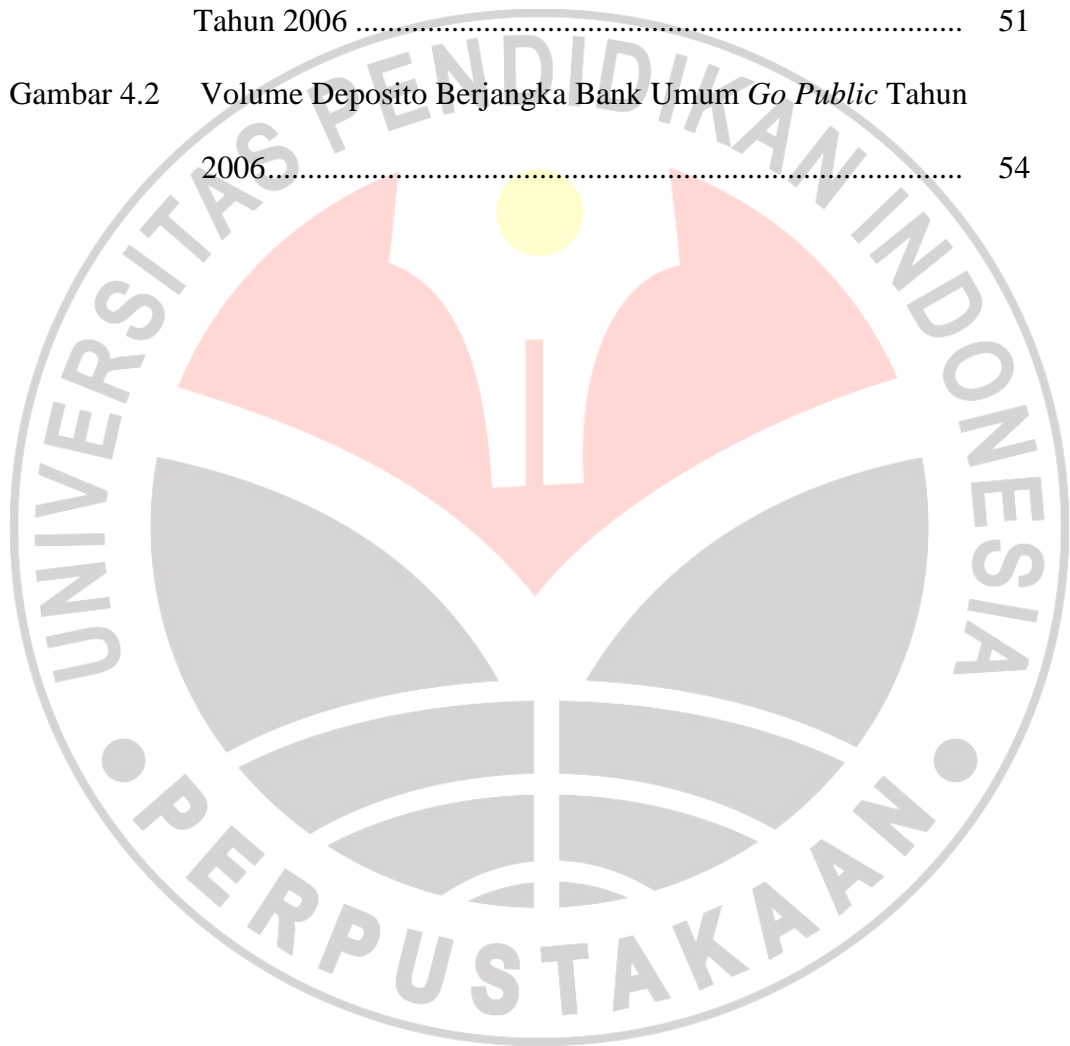 Tahun 2006 ....................................................................... 51
Gambar 4.2 Volume Deposito Berjangka Bank Umum Go Public Tahun
2006................................................................................. 54
UNIVERSITAS PENDIDIKAN INDONESIA
PERPUSTAKAAN